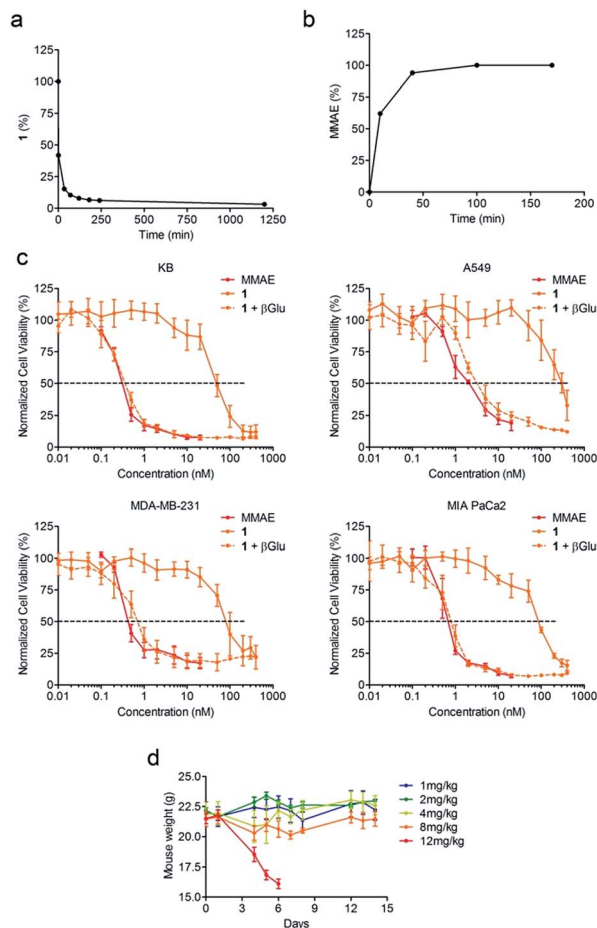 a
100
75
50
25
0
1 (%)
0 250 500 750 1000 1250
Time (min)
b
100
75
50
25
0
MMAE (%)
0 50 100 150 200
Time (min)
c
KB
MMAE
1
1 + βGlu
Normalized Cell Viability (%)
125
100
75
50
25
0
0.01 0.1 1 10 100 1000
Concentration (nM)
A549
MMAE
1
1 + βGlu
Normalized Cell Viability (%)
125
100
75
50
25
0
0.01 0.1 1 10 100 1000
Concentration (nM)
MDA-MB-231
MMAE
1
1 + βGlu
Normalized Cell Viability (%)
125
100
75
50
25
0
0.01 0.1 1 10 100 1000
Concentration (nM)
MIA PaCa2
MMAE
1
1 + βGlu
Normalized Cell Viability (%)
125
100
75
50
25
0
0.01 0.1 1 10 100 1000
Concentration (nM)
d
Mouse weight (g)
25.0
22.5
20.0
17.5
15.0
0 3 6 9 12 15
Days
1mg/kg
2mg/kg
4mg/kg
8mg/kg
12mg/kg